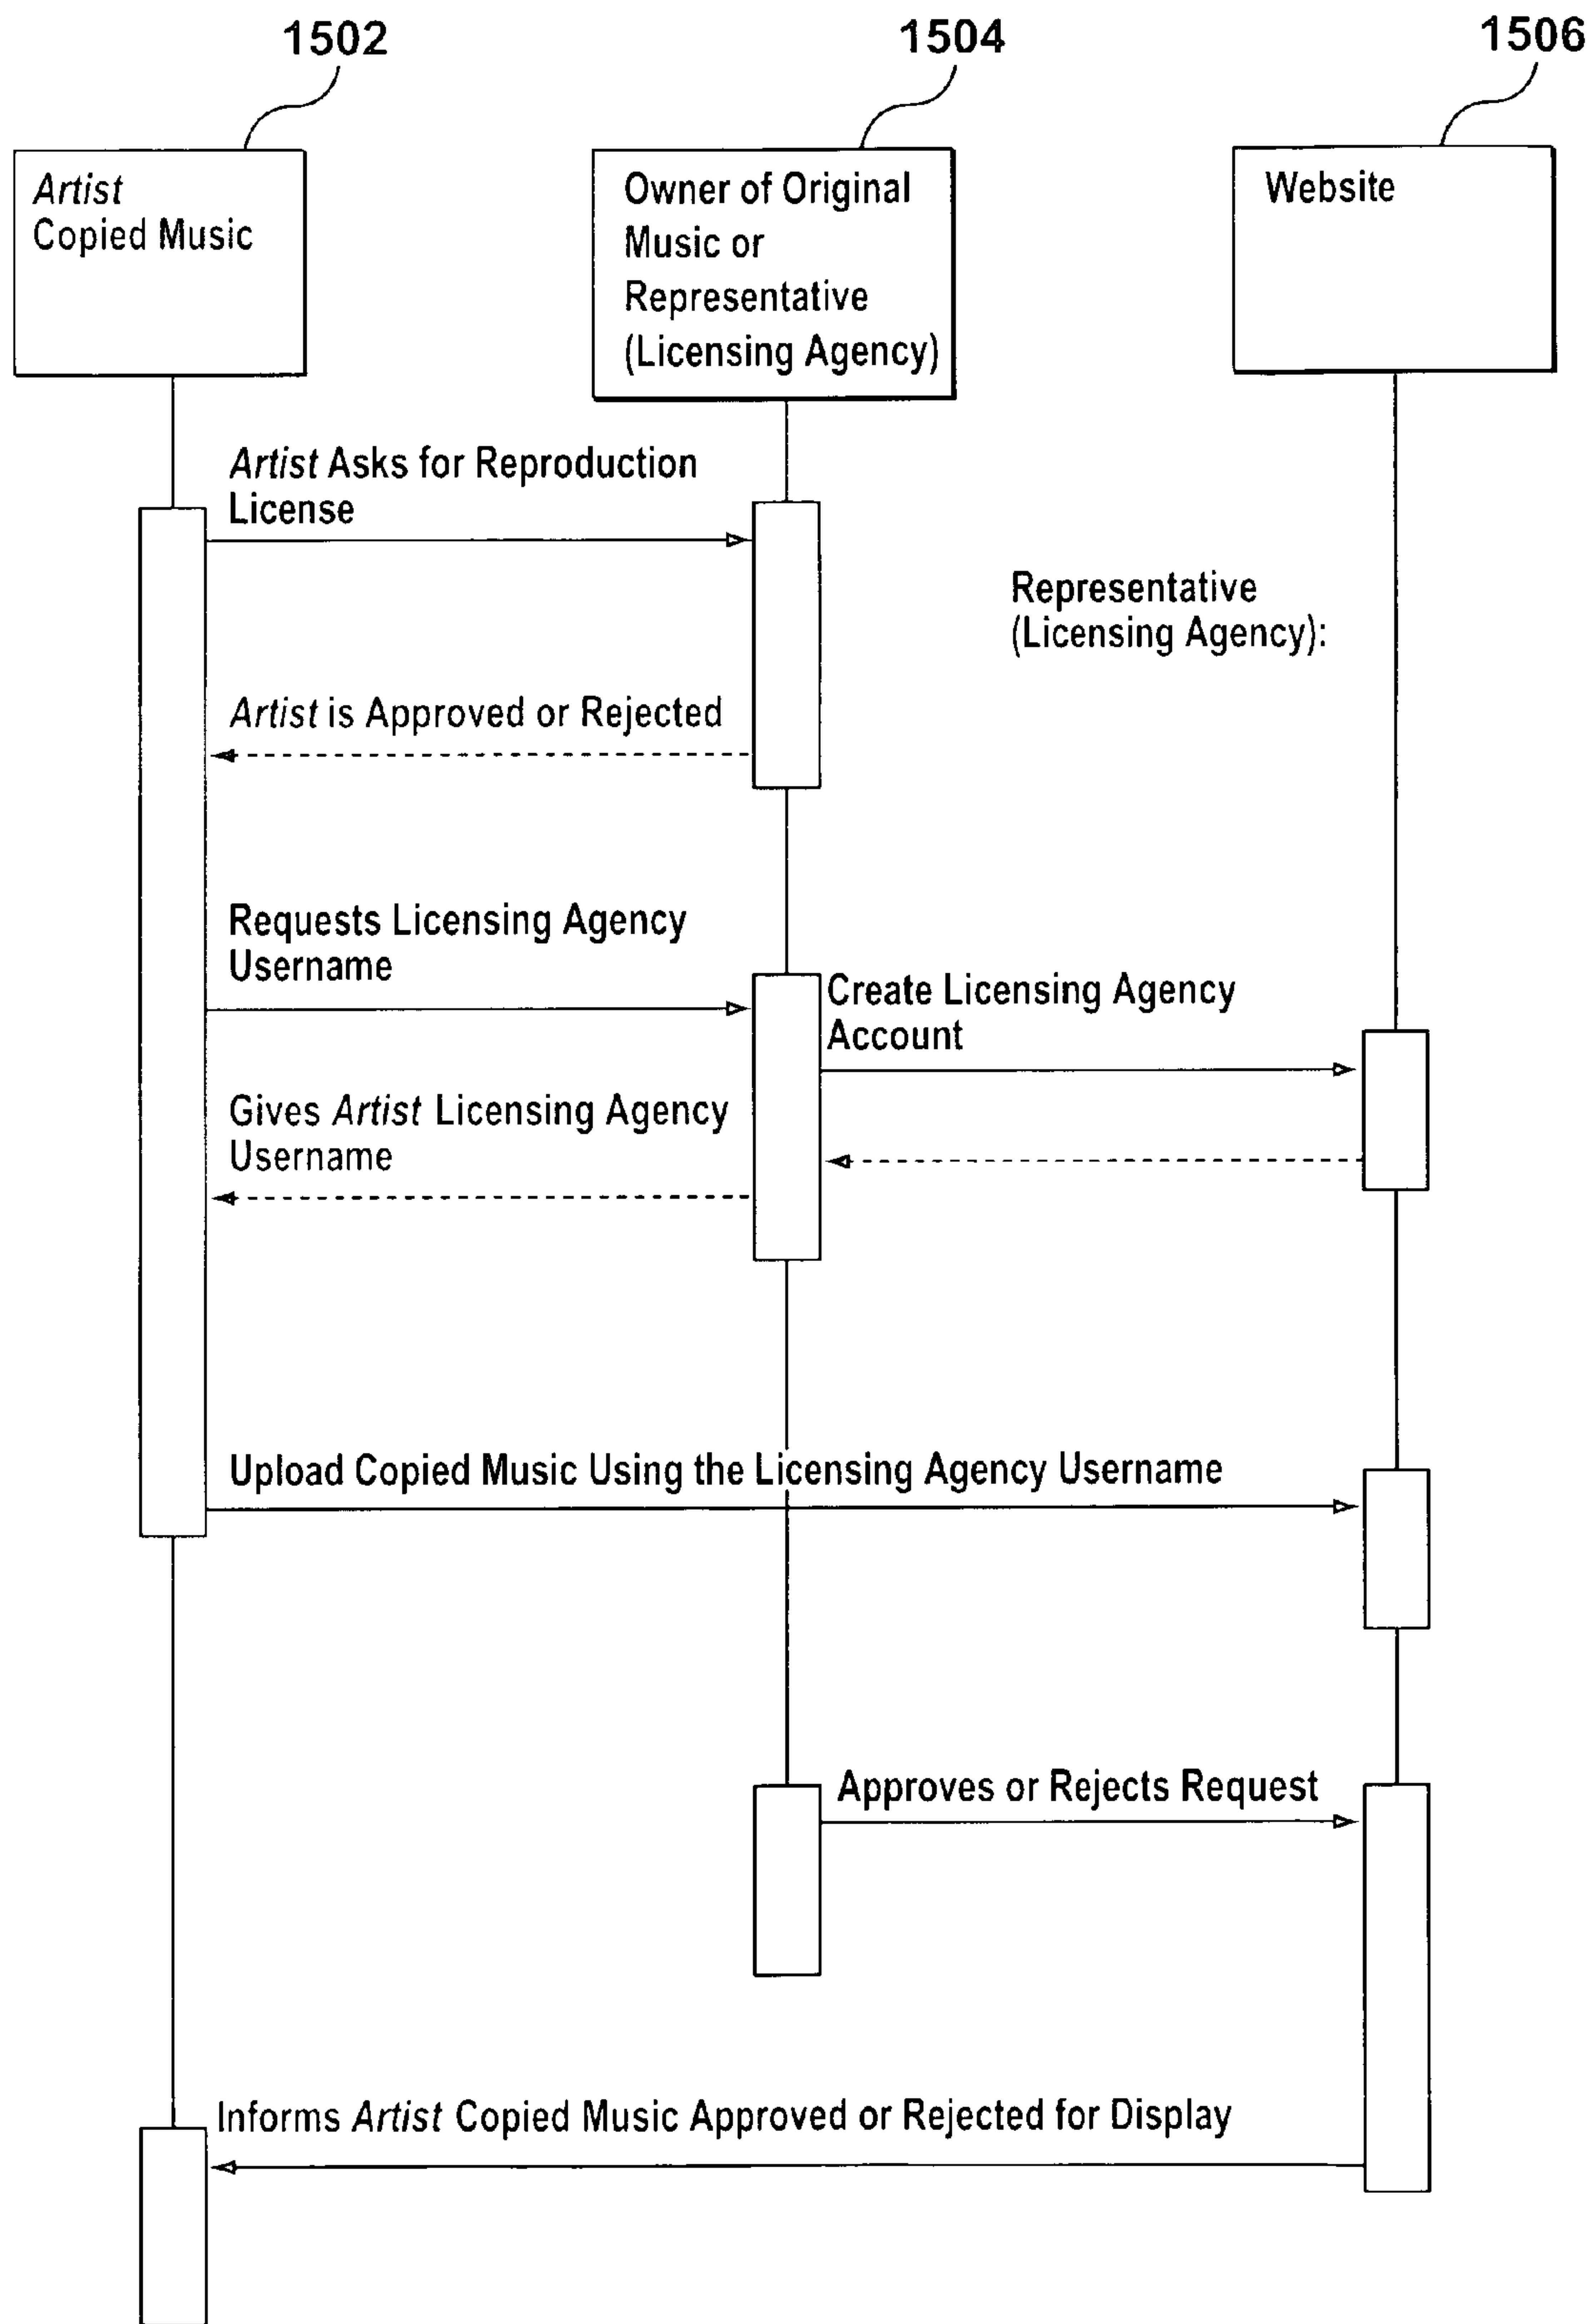 1502
1504
1506
Artist
Copied Music
Owner of Original
Music or
Representative
(Licensing Agency)
Website
Artist Asks for Reproduction
License
Representative
(Licensing Agency):
Artist is Approved or Rejected
Requests Licensing Agency
Username
Create Licensing Agency
Account
Gives Artist Licensing Agency
Username
Upload Copied Music Using the Licensing Agency Username
Approves or Rejects Request
Informs Artist Copied Music Approved or Rejected for Display